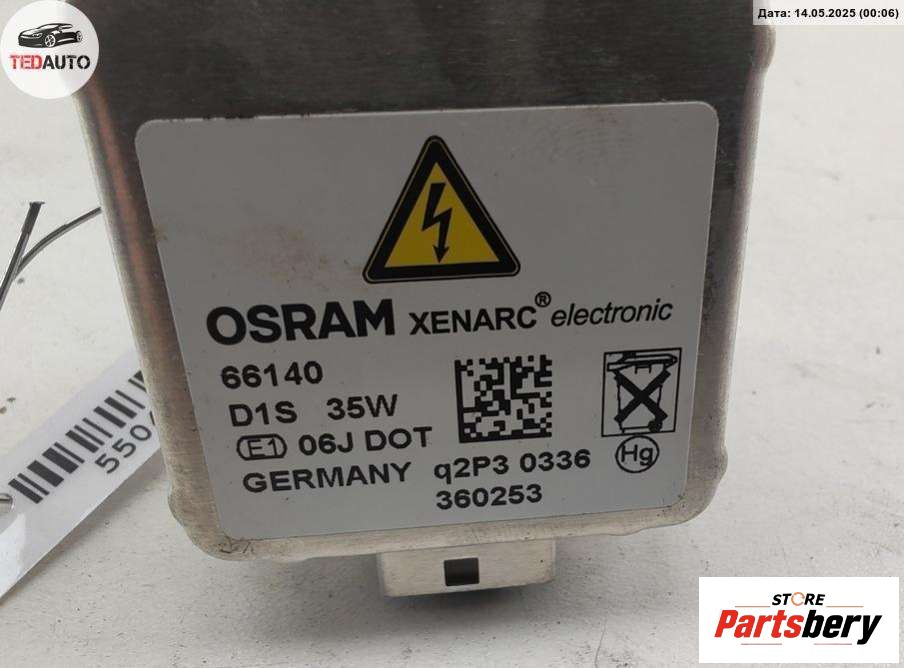 Дата: 14.05.2025 (00:06)
TEDAUTO
OSRAM XENARC® electronic
66140
D1S 35W
E1 06J DOT
GERMANY q2P3 0336
360253
Hg
STORE
Partsbery